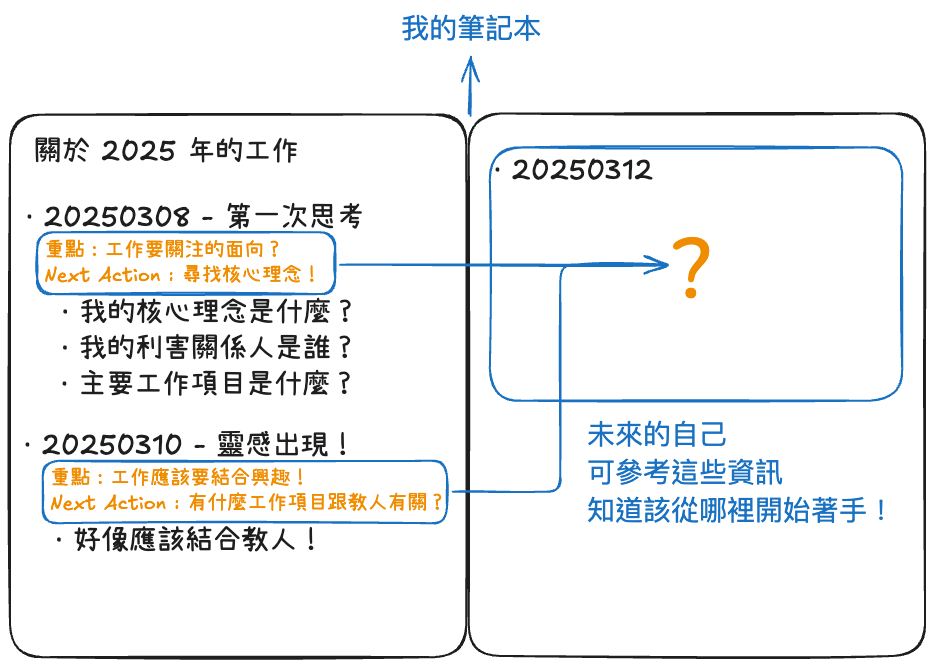 我的筆記本
關於 2025 年的工作
· 20250308 - 第一次思考
重點：工作要關注的面向？
Next Action：尋找核心理念！
· 我的核心理念是什麼？
· 我的利害關係人是誰？
· 主要工作項目是什麼？
· 20250310 - 靈感出現！
重點：工作應該要結合興趣！
Next Action：有什麼工作項目跟教人有關？
· 好像應該結合教人！
· 20250312
?
未來的自己
可參考這些資訊
知道該從哪裡開始著手！